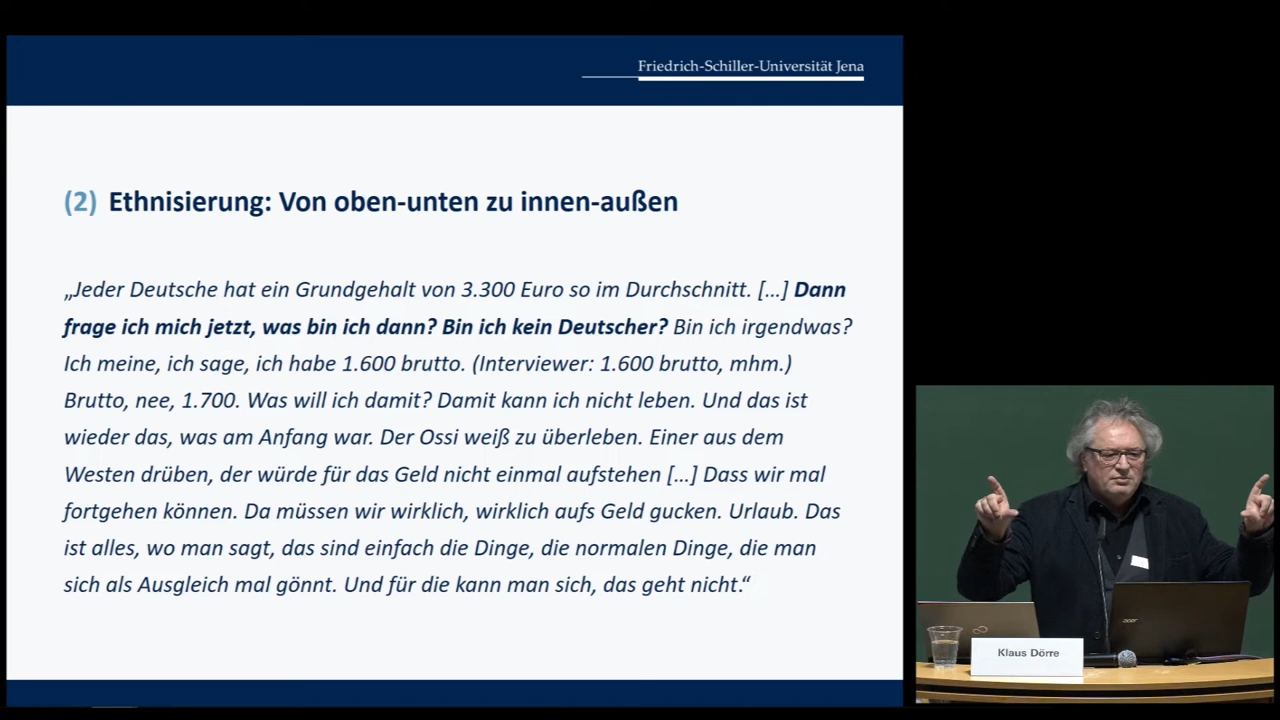 Friedrich-Schiller-Universität Jena
(2) Ethnisierung: Von oben-unten zu innen-außen
„Jeder Deutsche hat ein Grundgehalt von 3.300 Euro so im Durchschnitt. [...] Dann
frage ich mich jetzt, was bin ich dann? Bin ich kein Deutscher? Bin ich irgendwas?
Ich meine, ich sage, ich habe 1.600 brutto. (Interviewer: 1.600 brutto, mhm.)
Brutto, nee, 1.700. Was will ich damit? Damit kann ich nicht leben. Und das ist
wieder das, was am Anfang war. Der Ossi weiß zu überleben. Einer aus dem
Westen drüben, der würde für das Geld nicht einmal aufstehen [...] Dass wir mal
fortgehen können. Da müssen wir wirklich, wirklich aufs Geld gucken. Urlaub. Das
ist alles, wo man sagt, das sind einfach die Dinge, die normalen Dinge, die man
sich als Ausgleich mal gönnt. Und für die kann man sich, das geht nicht.“
acer
Klaus Dörre